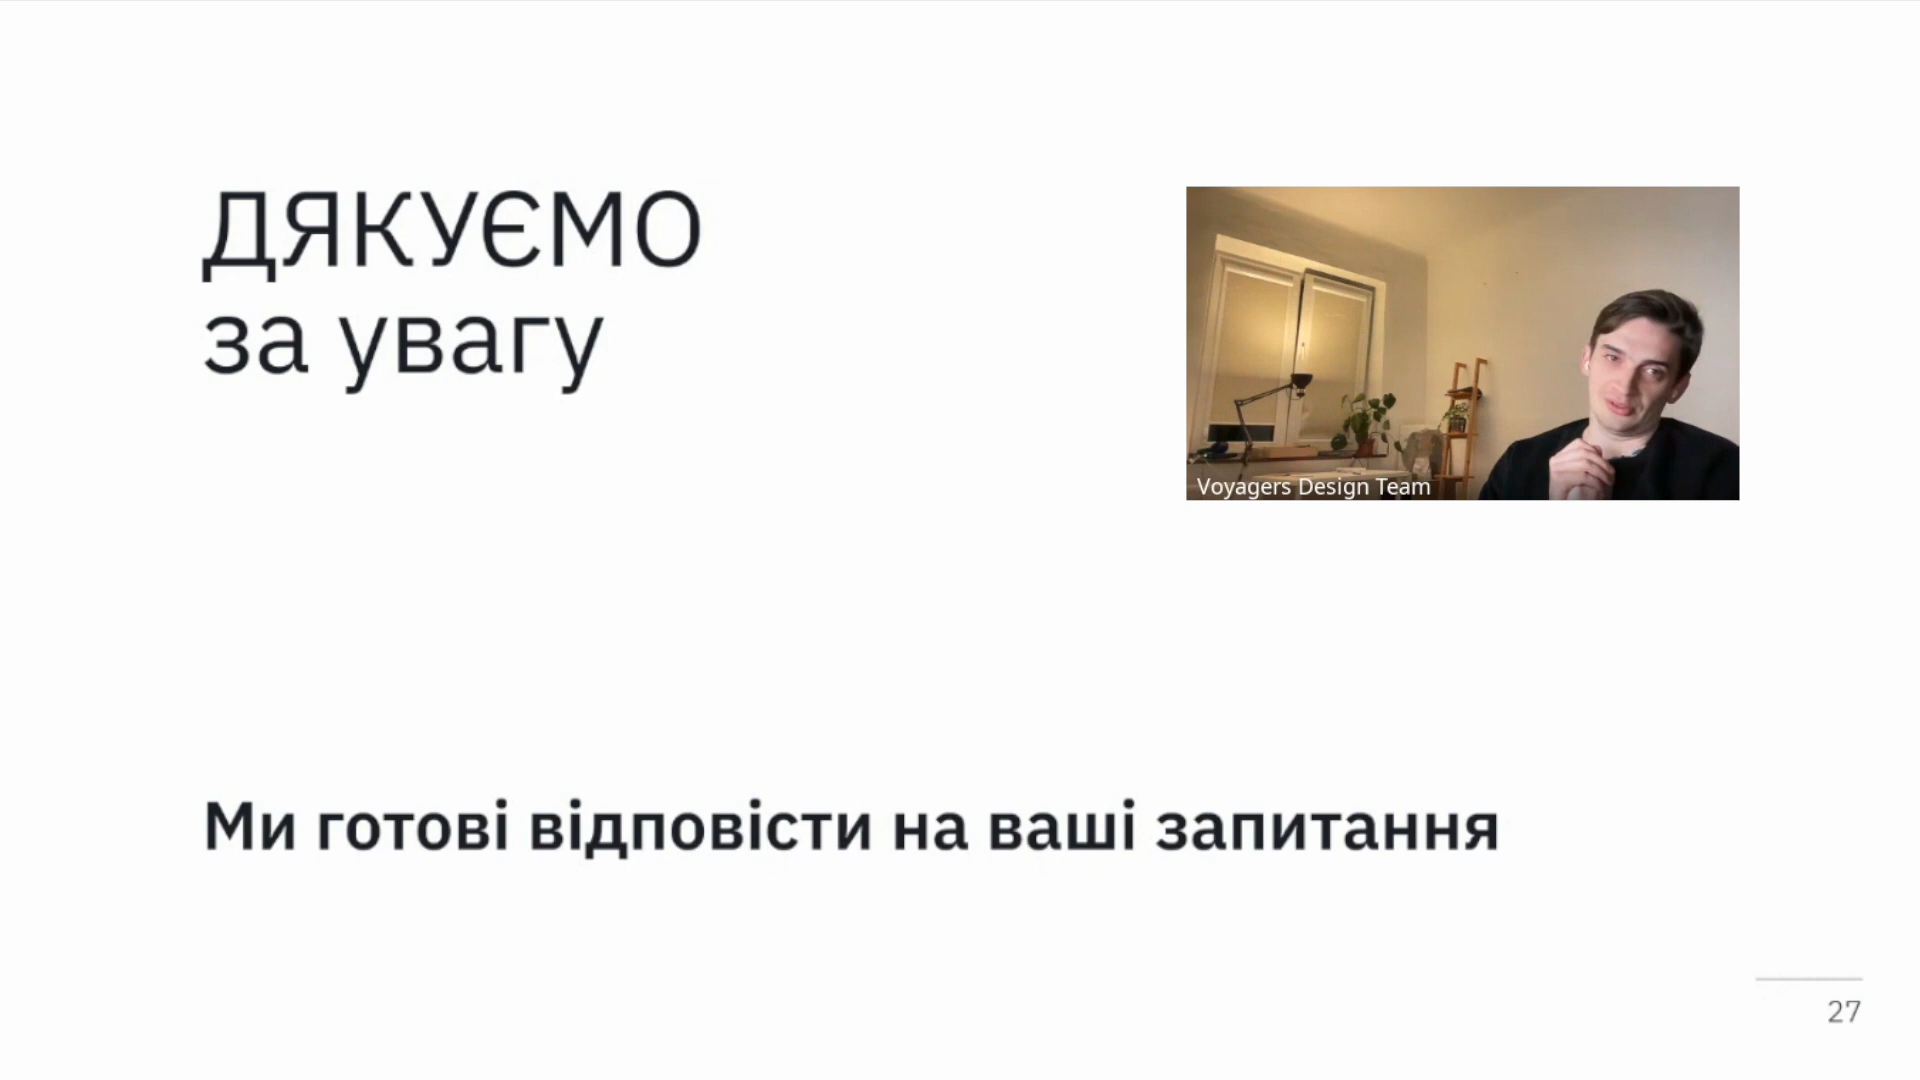 ДЯКУЄМО
за увагу
Voyagers Design Team
Ми готові відповісти на ваші запитання
27